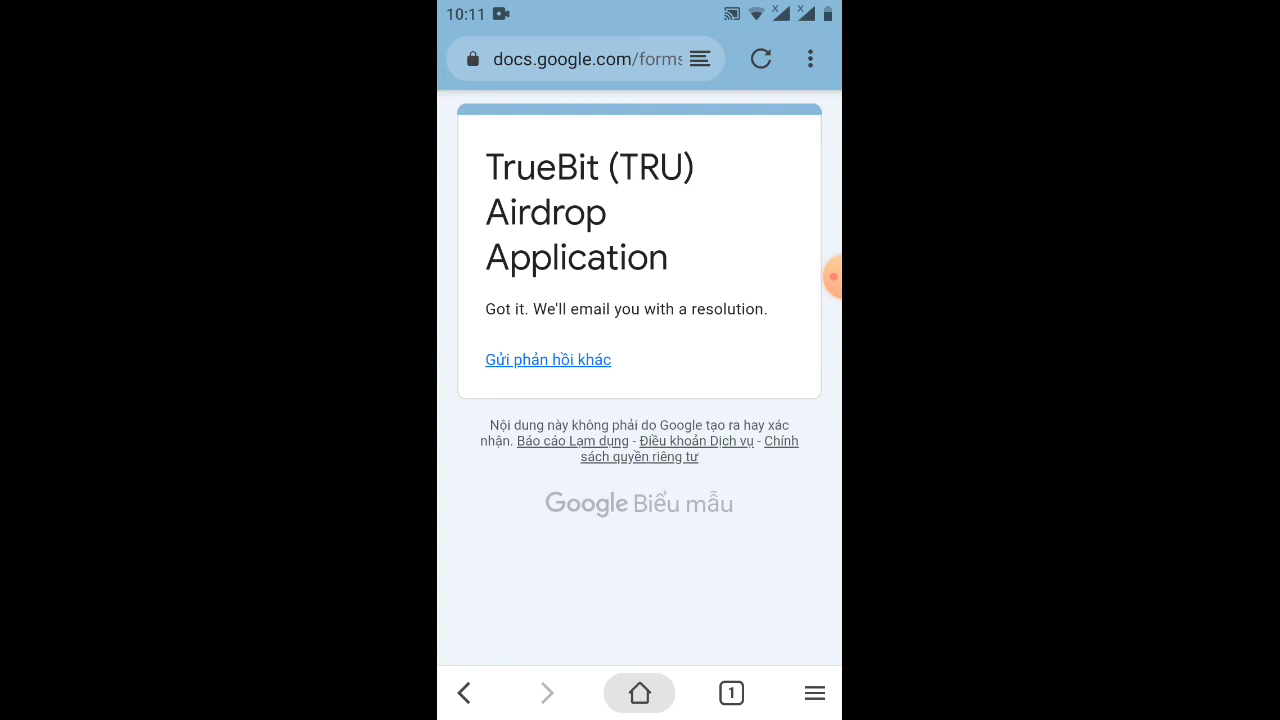 10:11
docs.google.com/forms
TrueBit (TRU)
Airdrop
Application
Got it. We'll email you with a resolution.
Gửi phản hồi khác
Nội dung này không phải do Google tạo ra hay xác
nhận. Báo cáo Lạm dụng - Điều khoản Dịch vụ - Chính
sách quyền riêng tư
Google Biểu mẫu
1